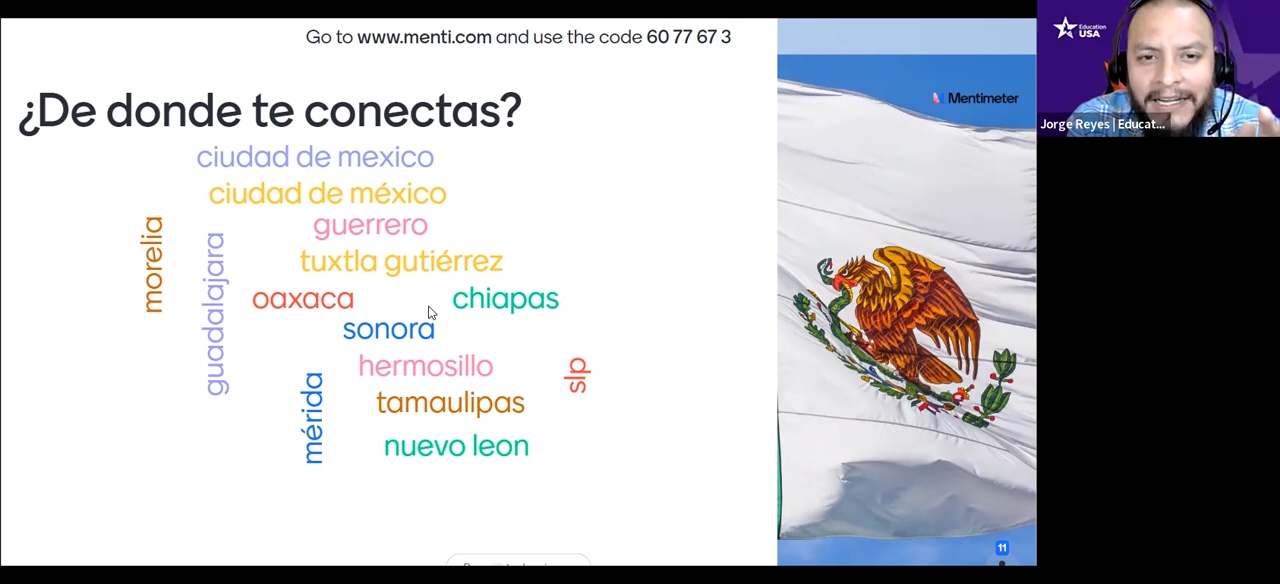 Go to www.menti.com and use the code 60 77 67 3
¿De donde te conectas?
Mentimeter
Education
USA
Jorge Reyes | Educat...
ciudad de mexico
ciudad de méxico
guerrero
morelia
guadalajara
tuxtla gutiérrez
oaxaca
chiapas
sonora
hermosillo
slp
mérida
tamaulipas
nuevo leon
11